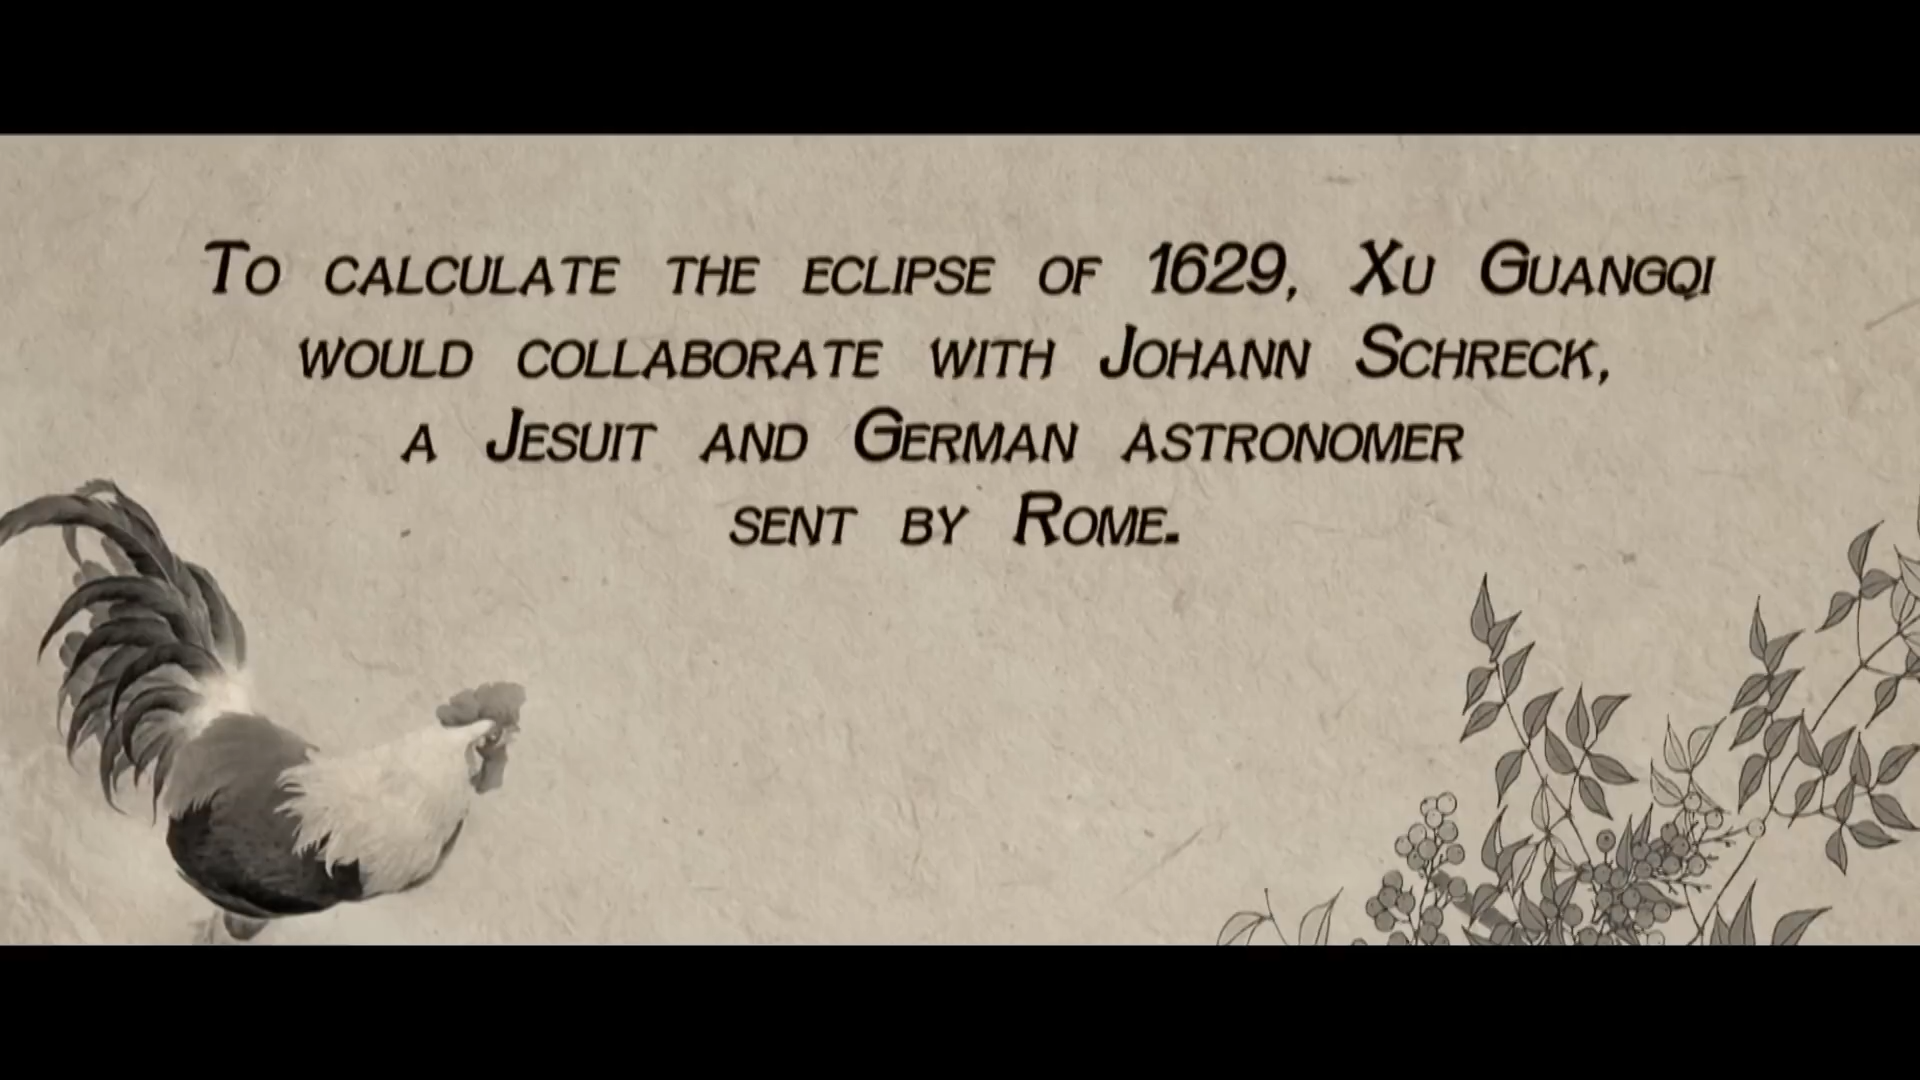 To calculate the eclipse of 1629, Xu Guangqi
would collaborate with Johann Schreck,
a Jesuit and German astronomer
sent by Rome.